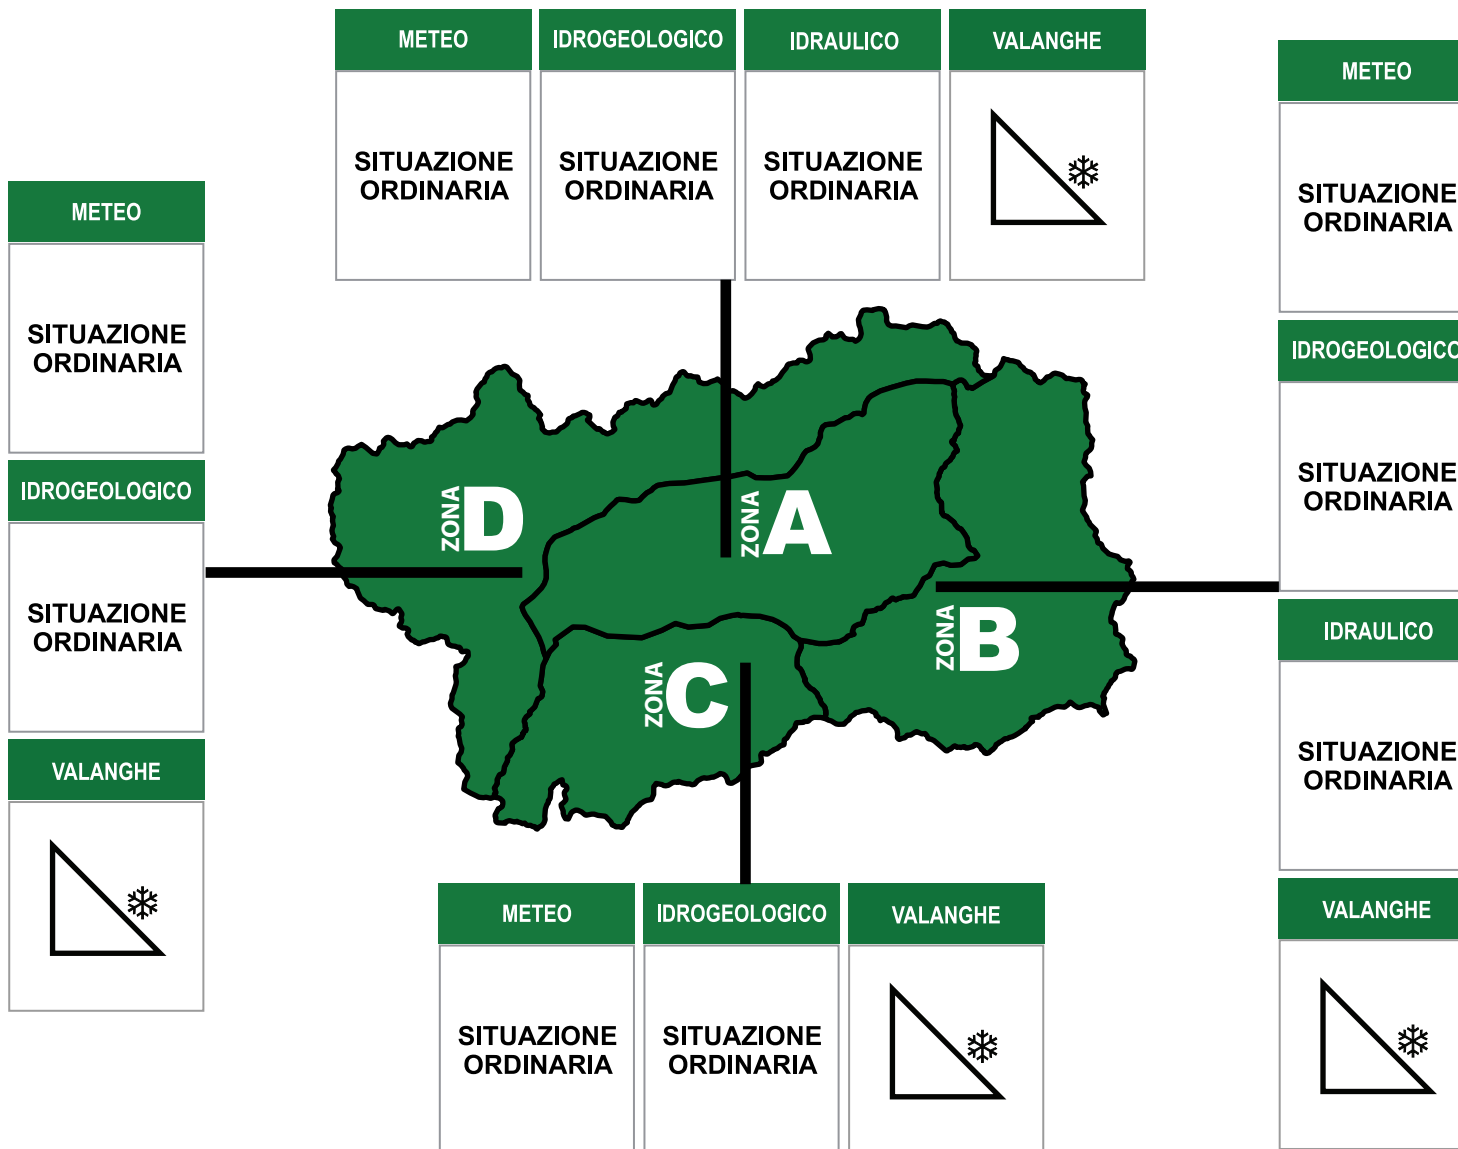 METEO
IDROGEOLOGICO
IDRAULICO
VALANGHE
SITUAZIONE
ORDINARIA
SITUAZIONE
ORDINARIA
SITUAZIONE
ORDINARIA
METEO
SITUAZIONE
ORDINARIA
IDROGEOLOGICO
SITUAZIONE
ORDINARIA
VALANGHE
ZONA D
ZONA A
ZONA B
ZONA C
METEO
SITUAZIONE
ORDINARIA
IDROGEOLOGICO
SITUAZIONE
ORDINARIA
IDRAULICO
SITUAZIONE
ORDINARIA
VALANGHE
METEO
IDROGEOLOGICO
VALANGHE
SITUAZIONE
ORDINARIA
SITUAZIONE
ORDINARIA